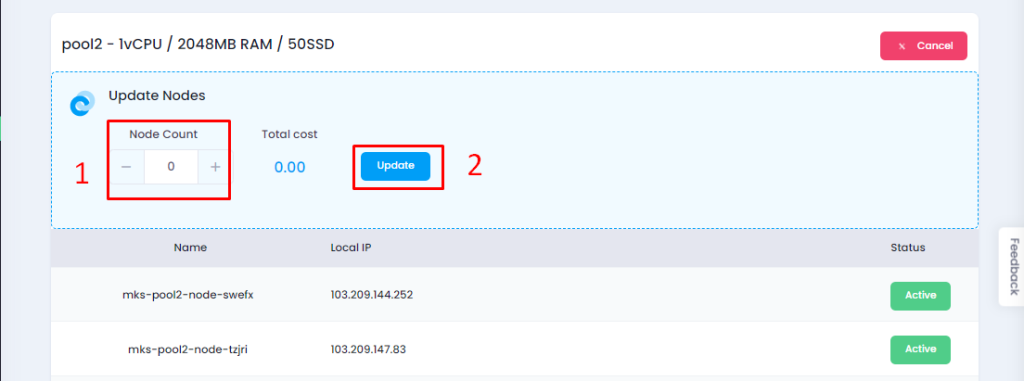 pool2 - 1vCPU / 2048MB RAM / 50SSD
x Cancel
Update Nodes
Node Count
Total cost
1
− 0 +
0.00
Update
2
Name Local IP Status
mks-pool2-node-swefx 103.209.144.252 Active
mks-pool2-node-tzjri 103.209.147.83 Active
Feedback